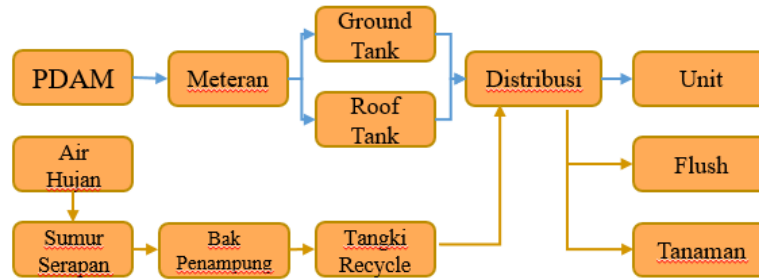 PDAM
Meteran
Ground
Tank
Roof
Tank
Distribusi
Unit
Air
Hujan
Flush
Sumur
Serapan
Bak
Penampung
Tangki
Recycle
Tanaman